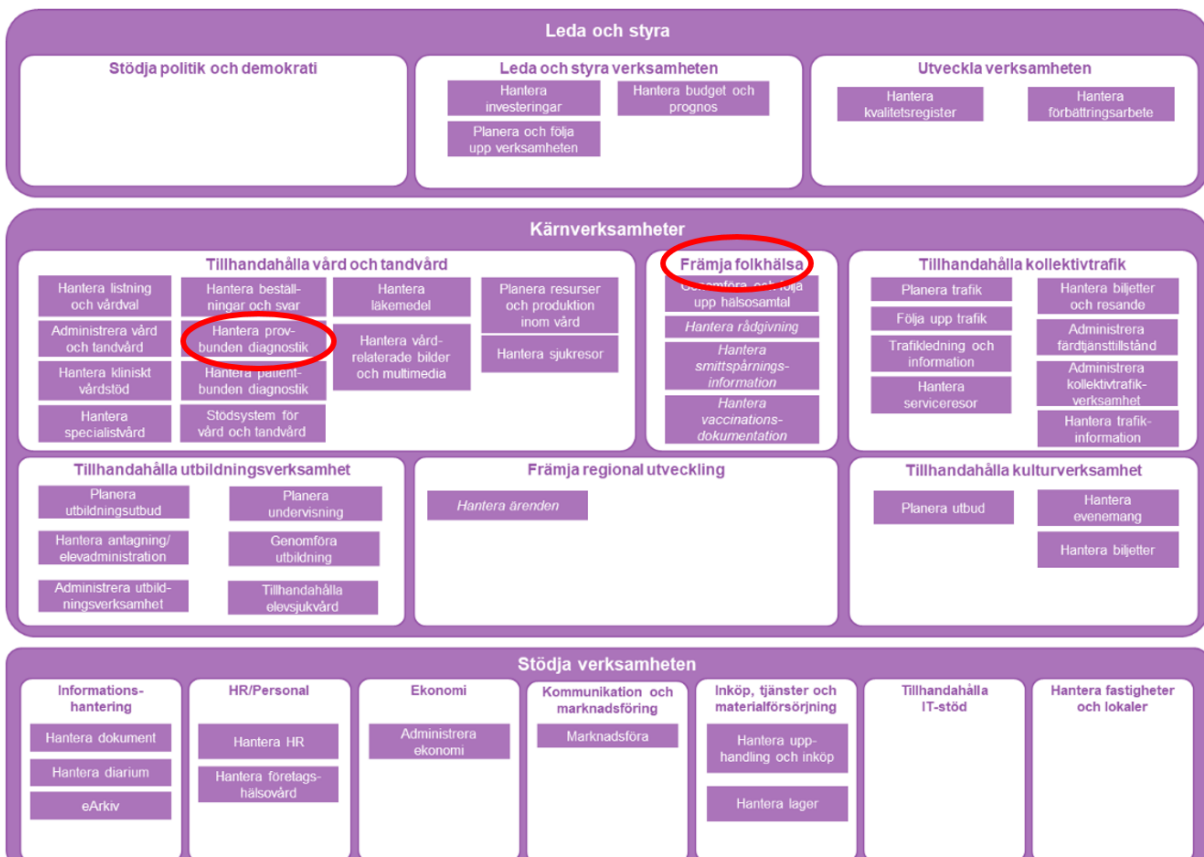 Leda och styra
Stödja politik och demokrati
Leda och styra verksamheten
Hantera
investeringar
Hantera budget och
prognos
Planera och följa
upp verksamheten
Utveckla verksamheten
Hantera
kvalitetsregister
Hantera
förbättringsarbete
Kärnverksamheter
Tillhandahålla vård och tandvård
Hantera listning
och vårdval
Administrera vård
och tandvård
Hantera kliniskt
vårdstöd
Hantera
specialistvård
Hantera beställ-
ningar och svar
Hantera prov-
bunden diagnostik
Hantera patient-
bunden diagnostik
Stödsystem för
vård och tandvård
Hantera
läkemedel
Hantera vård-
relaterade bilder
och multimedia
Planera resurser
och produktion
inom vård
Hantera sjukresor
Främja folkhälsa
Genomföra och följa
upp hälsosamtal
Hantera rådgivning
Hantera
smittspårnings-
information
Hantera
vaccinations-
dokumentation
Tillhandahålla kollektivtrafik
Planera trafik
Följa upp trafik
Trafikledning och
information
Hantera
serviceresor
Hantera biljetter
och resande
Administrera
färdtjänsttillstånd
Administrera
kollektivtrafik-
verksamhet
Hantera trafik-
information
Tillhandahålla utbildningsverksamhet
Planera
utbildningsutbud
Hantera antagning/
elevadministration
Administrera utbild-
ningsverksamhet
Planera
undervisning
Genomföra
utbildning
Tillhandahålla
elevsjukvård
Främja regional utveckling
Hantera ärenden
Tillhandahålla kulturverksamhet
Planera utbud
Hantera
evenemang
Hantera biljetter
Stödja verksamheten
Informations-
hantering
Hantera dokument
Hantera diarium
eArkiv
HR/Personal
Hantera HR
Hantera företags-
hälsovård
Ekonomi
Administrera
ekonomi
Kommunikation och
marknadsföring
Marknadsföra
Inköp, tjänster och
materialförsörjning
Hantera upp-
handling och inköp
Hantera lager
Tillhandahålla
IT-stöd
Hantera fastigheter
och lokaler